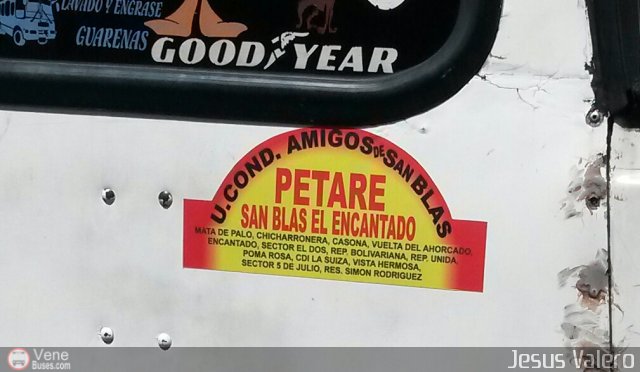 LAVADO Y ENGRASE
GUARENAS
GOOD YEAR
U.COND. AMIGOS DE SAN BLAS
PETARE
SAN BLAS EL ENCANTADO
MATA DE PALO, CHICHARRONERA, CASONA, VUELTA DEL AHORCADO,
ENCANTADO, SECTOR EL DOS, REP. BOLIVARIANA, REP. UNIDA,
POMA ROSA, CDI LA SUIZA, VISTA HERMOSA,
SECTOR 5 DE JULIO, RES. SIMON RODRIGUEZ
Vene
Buses.com
Jesus Valero